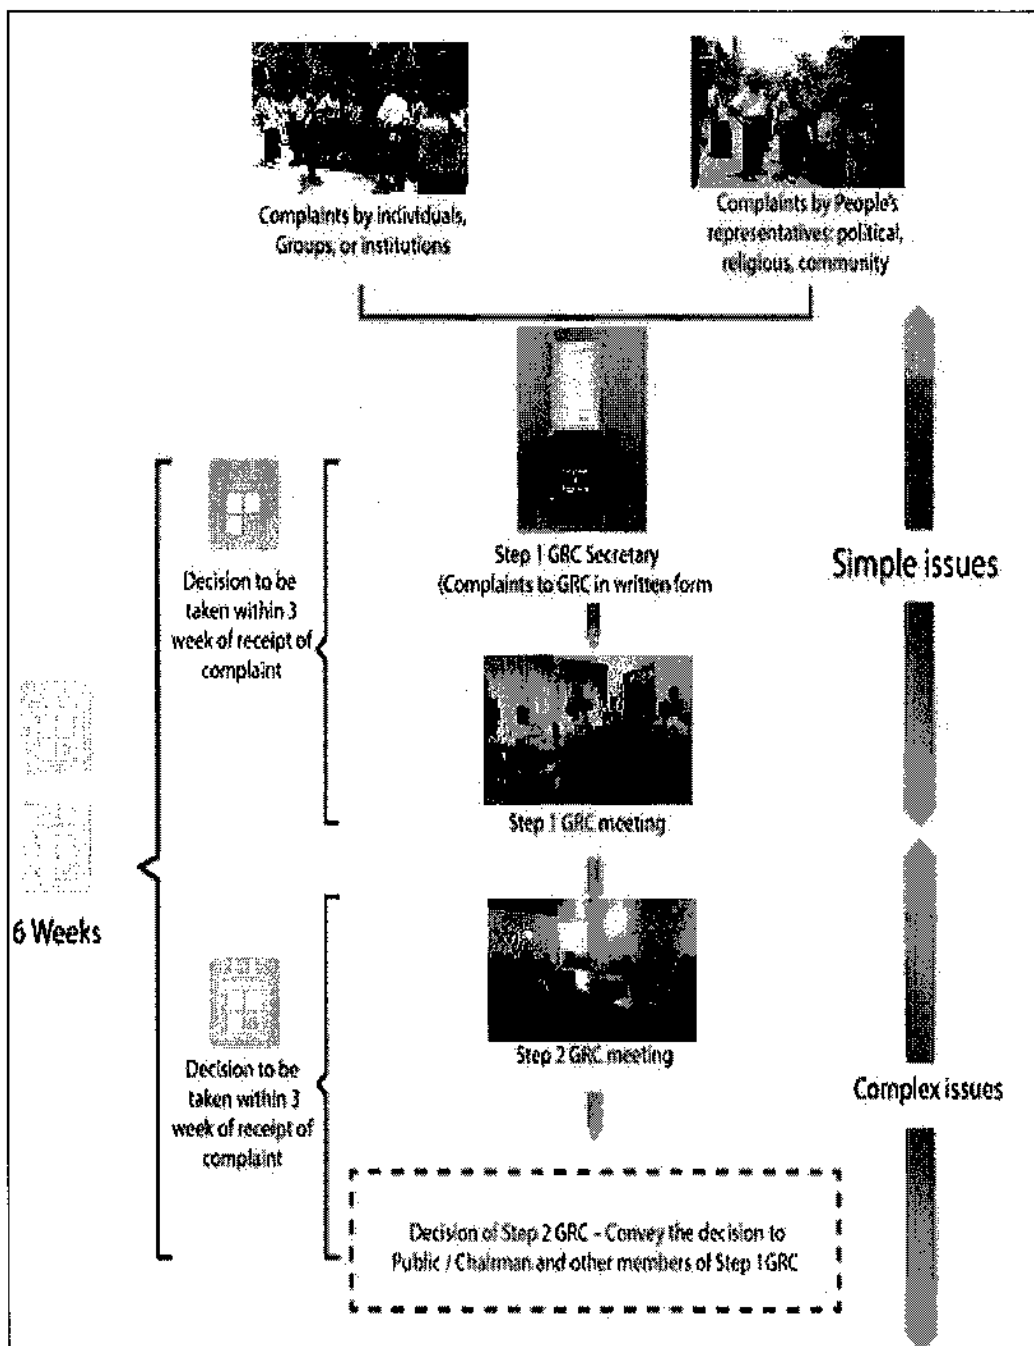 Complaints by individuals,
Groups, or institutions
Complaints by People's
representatives: political,
religious, community
Step 1 GRC Secretary
(Complaints to GRC in written form
Simple issues
Decision to be
taken within 3
week of receipt of
complaint
Step 1 GRC meeting
6 Weeks
Step 2 GRC meeting
Decision to be
taken within 3
week of receipt of
complaint
Complex issues
Decision of Step 2 GRC - Convey the decision to
Public / Chairman and other members of Step 1GRC